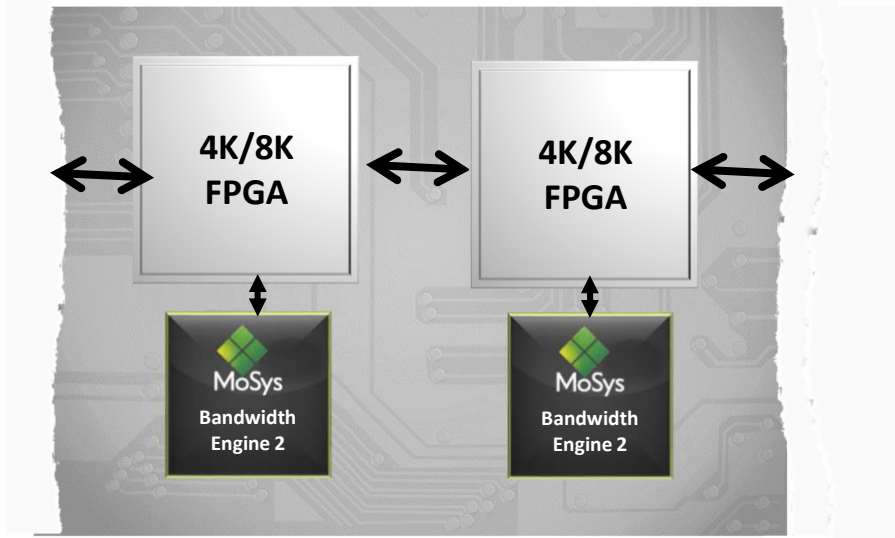 4K/8K
FPGA
4K/8K
FPGA
MoSys
Bandwidth
Engine 2
MoSys
Bandwidth
Engine 2